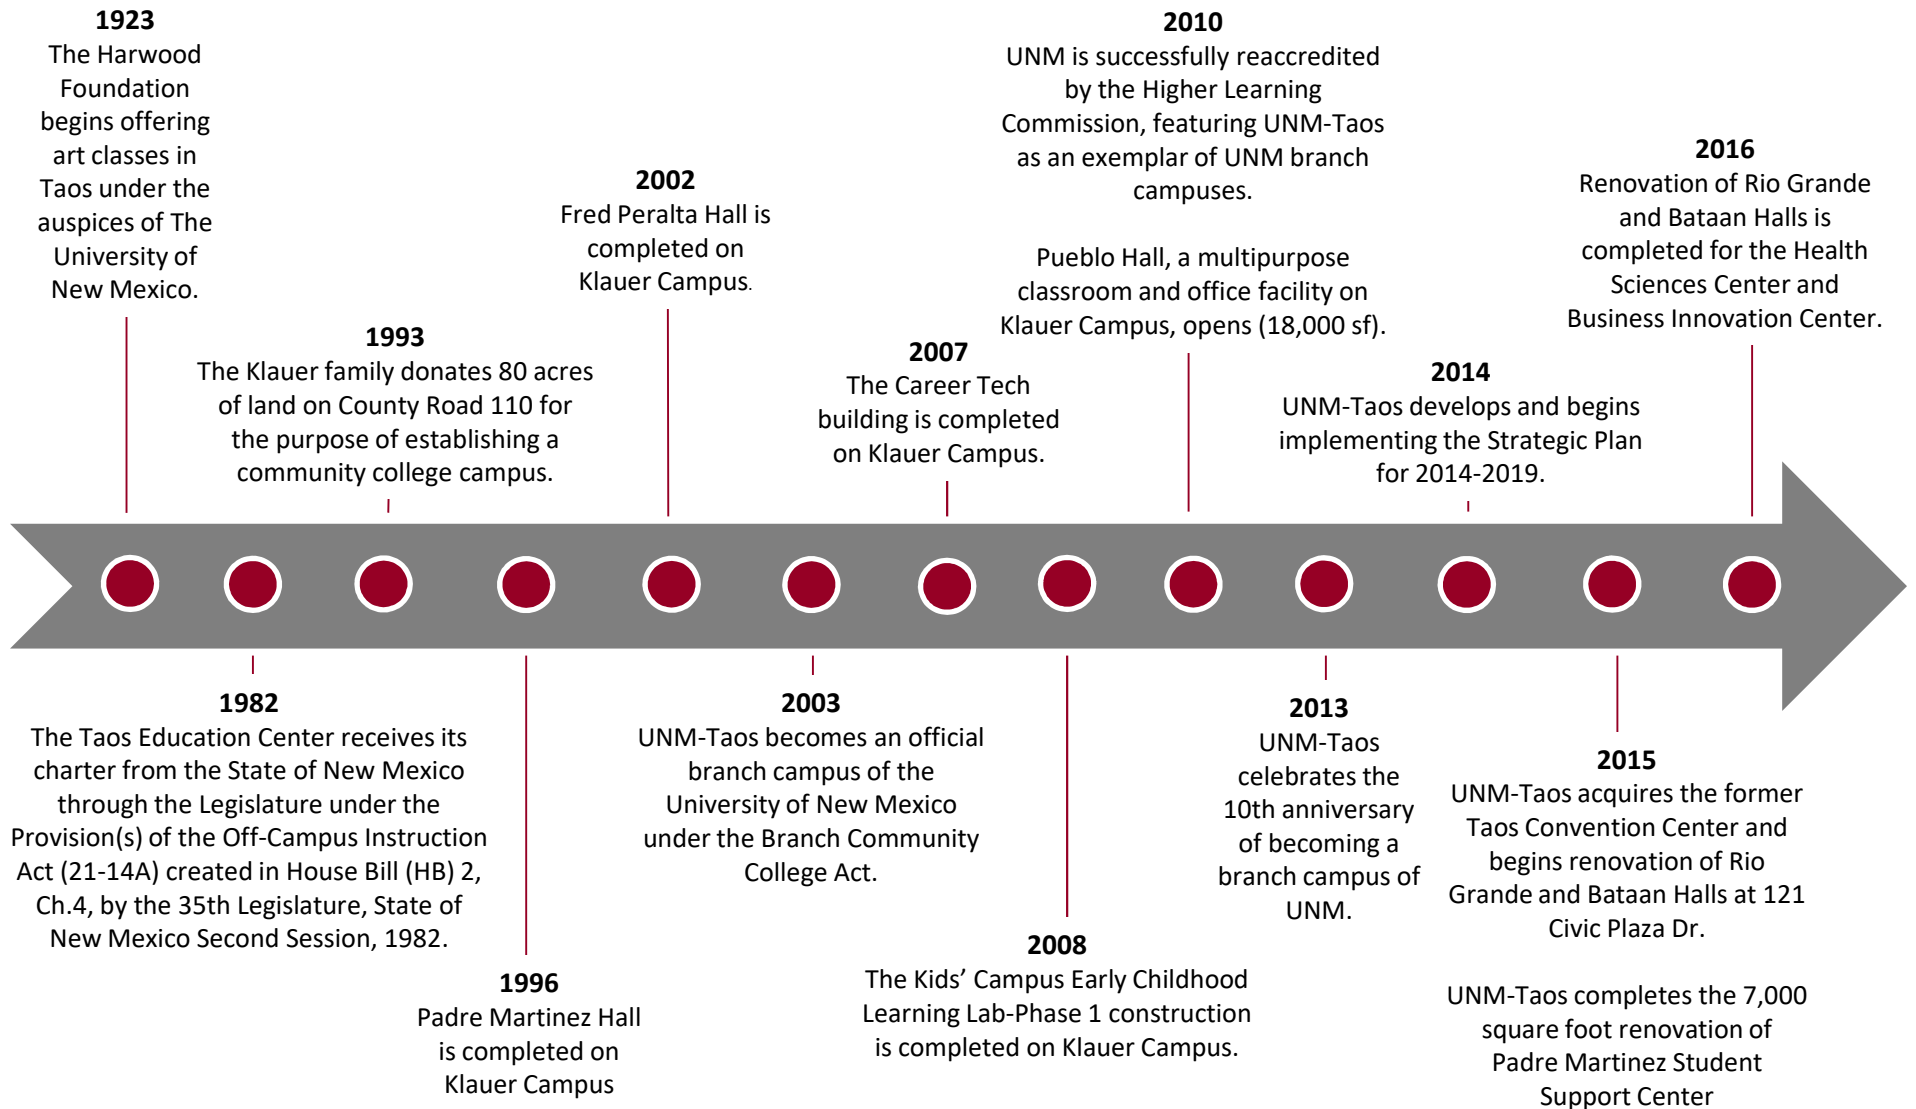 1923
The Harwood
Foundation
begins offering
art classes in
Taos under the
auspices of The
University of
New Mexico.
1982
The Taos Education Center receives its
charter from the State of New Mexico
through the Legislature under the
Provision(s) of the Off-Campus Instruction
Act (21-14A) created in House Bill (HB) 2,
Ch.4, by the 35th Legislature, State of
New Mexico Second Session, 1982.
1993
The Klauer family donates 80 acres
of land on County Road 110 for
the purpose of establishing a
community college campus.
1996
Padre Martinez Hall
is completed on
Klauer Campus
2002
Fred Peralta Hall is
completed on
Klauer Campus.
2003
UNM-Taos becomes an official
branch campus of the
University of New Mexico
under the Branch Community
College Act.
2007
The Career Tech
building is completed
on Klauer Campus.
2008
The Kids’ Campus Early Childhood
Learning Lab-Phase 1 construction
is completed on Klauer Campus.
2010
UNM is successfully reaccredited
by the Higher Learning
Commission, featuring UNM-Taos
as an exemplar of UNM branch
campuses.
Pueblo Hall, a multipurpose
classroom and office facility on
Klauer Campus, opens (18,000 sf).
2013
UNM-Taos
celebrates the
10th anniversary
of becoming a
branch campus of
UNM.
2014
UNM-Taos develops and begins
implementing the Strategic Plan
for 2014-2019.
2015
UNM-Taos acquires the former
Taos Convention Center and
begins renovation of Rio
Grande and Bataan Halls at 121
Civic Plaza Dr.
UNM-Taos completes the 7,000
square foot renovation of
Padre Martinez Student
Support Center
2016
Renovation of Rio Grande
and Bataan Halls is
completed for the Health
Sciences Center and
Business Innovation Center.